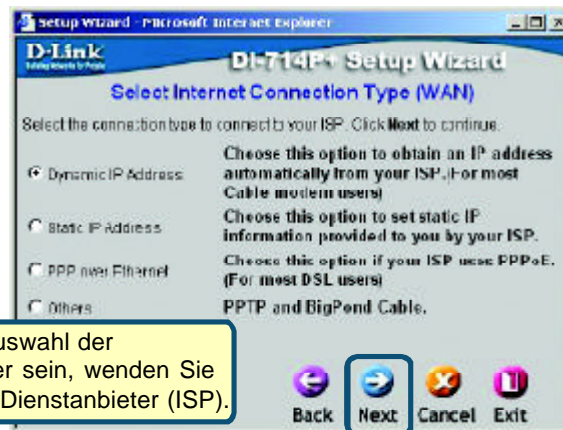 Setup Wizard - Microsoft Internet Explorer
D-Link
Building Networks for People
DI-714P+ Setup Wizard
Select Internet Connection Type (WAN)
Select the connection type to connect to your ISP. Click Next to continue.
Dynamic IP Address
Choose this option to obtain an IP address
automatically from your ISP.(For most
Cable modem users)
Static IP Address
Choose this option to set static IP
information provided to you by your ISP.
PPP over Ethernet
Choose this option if your ISP uses PPPoE.
(For most DSL users)
Others
PPTP and BigPond Cable.
uswahl der
er sein, wenden Sie
Dienstanbieter (ISP).
Back Next Cancel Exit